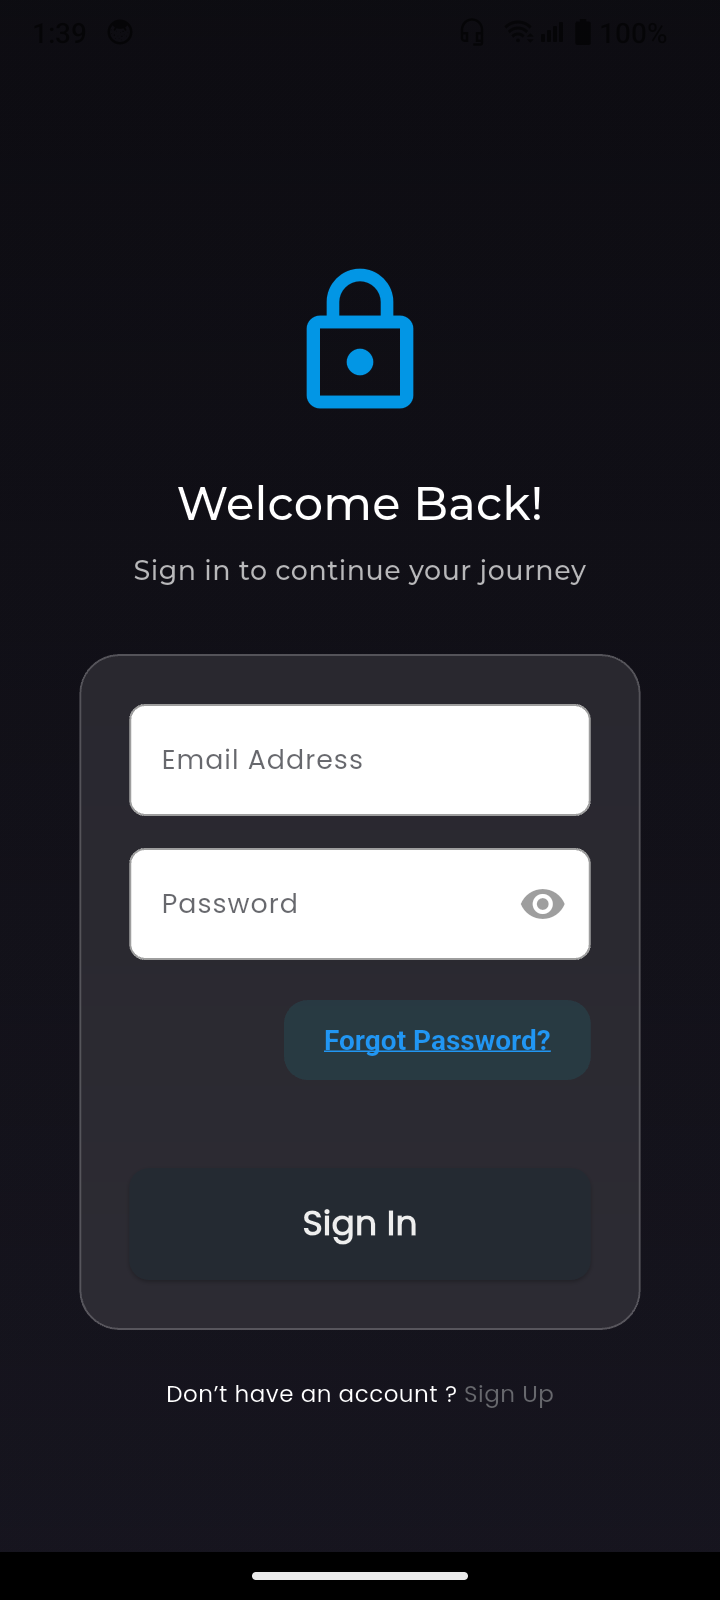 1:39 100%
Welcome Back!
Sign in to continue your journey
Email Address
Password
Forgot Password?
Sign In
Don’t have an account ? Sign Up